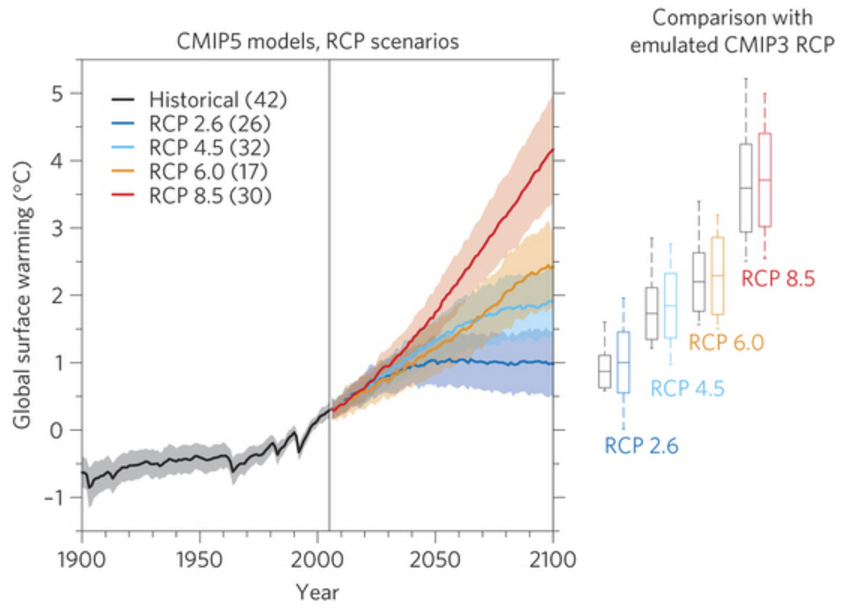 CMIP5 models, RCP scenarios
Comparison with
emulated CMIP3 RCP
Historical (42)
RCP 2.6 (26)
RCP 4.5 (32)
RCP 6.0 (17)
RCP 8.5 (30)
Global surface warming (°C)
5
4
3
2
1
0
–1
1900
1950
2000
2050
2100
Year
RCP 8.5
RCP 6.0
RCP 4.5
RCP 2.6